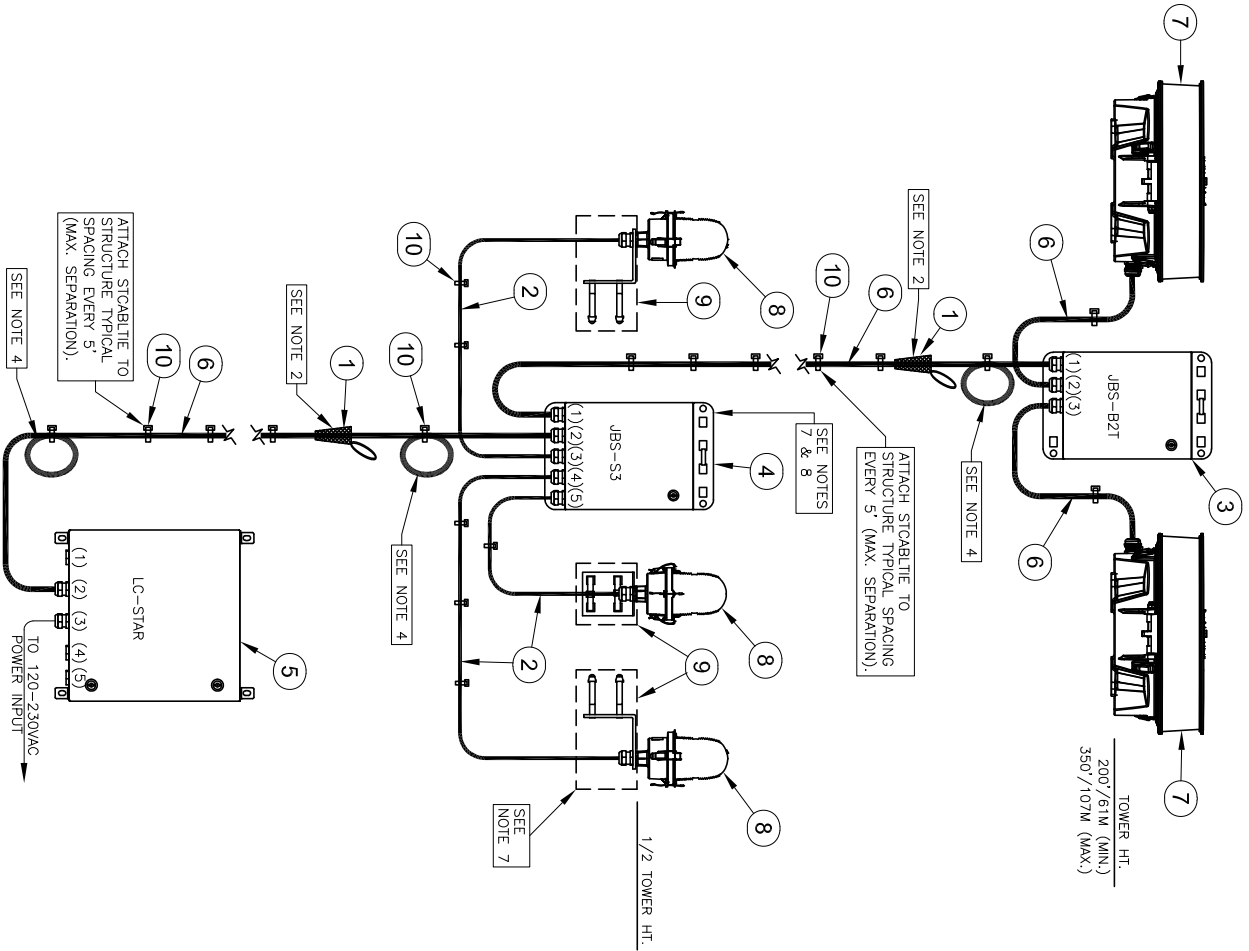 7
7
6
JBS-B2T
(1)(2)(3)
3
6
SEE NOTE 4
TOWER HT.
200'/61M (MIN.)
350'/107M (MAX.)
1
SEE NOTE 2
6
10
ATTACH STCABLTIE TO
STRUCTURE TYPICAL SPACING
EVERY 5' (MAX. SEPARATION).
8
9
8
9
8
10
2
SEE NOTES
7 & 8
4
JBS-S3
(1)(2)(3)(4)(5)
2
SEE
NOTE 7
1/2 TOWER HT.
10
SEE NOTE 4
1
SEE NOTE 2
6
10
ATTACH STCABLTIE TO
STRUCTURE TYPICAL
SPACING EVERY 5'
(MAX. SEPARATION).
SEE NOTE 4
5
LC-STAR
(1) (2) (3) (4)(5)
TO 120-230VAC
POWER INPUT